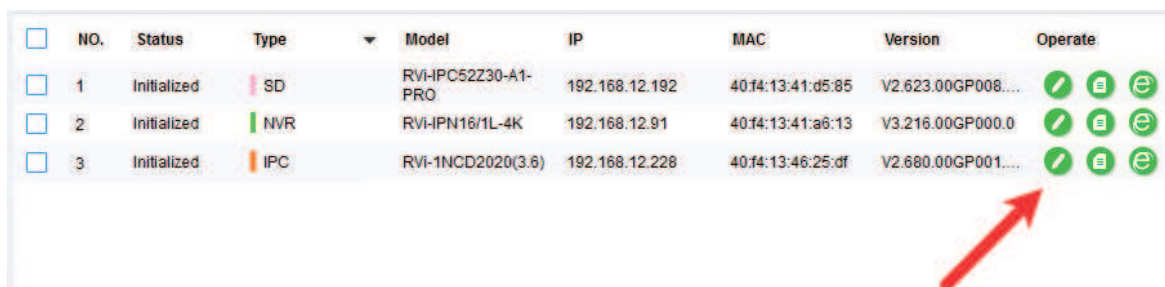 NO. Status Type Model IP MAC Version Operate
1 Initialized SD RVi-IPC52Z30-A1-PRO 192.168.12.192 40:f4:13:41:d5:85 V2.623.00GP008....
2 Initialized NVR RVi-IPN16/1L-4K 192.168.12.91 40:f4:13:41:a6:13 V3.216.00GP000.0
3 Initialized IPC RVi-1NCD2020(3.6) 192.168.12.228 40:f4:13:46:25:df V2.680.00GP001....